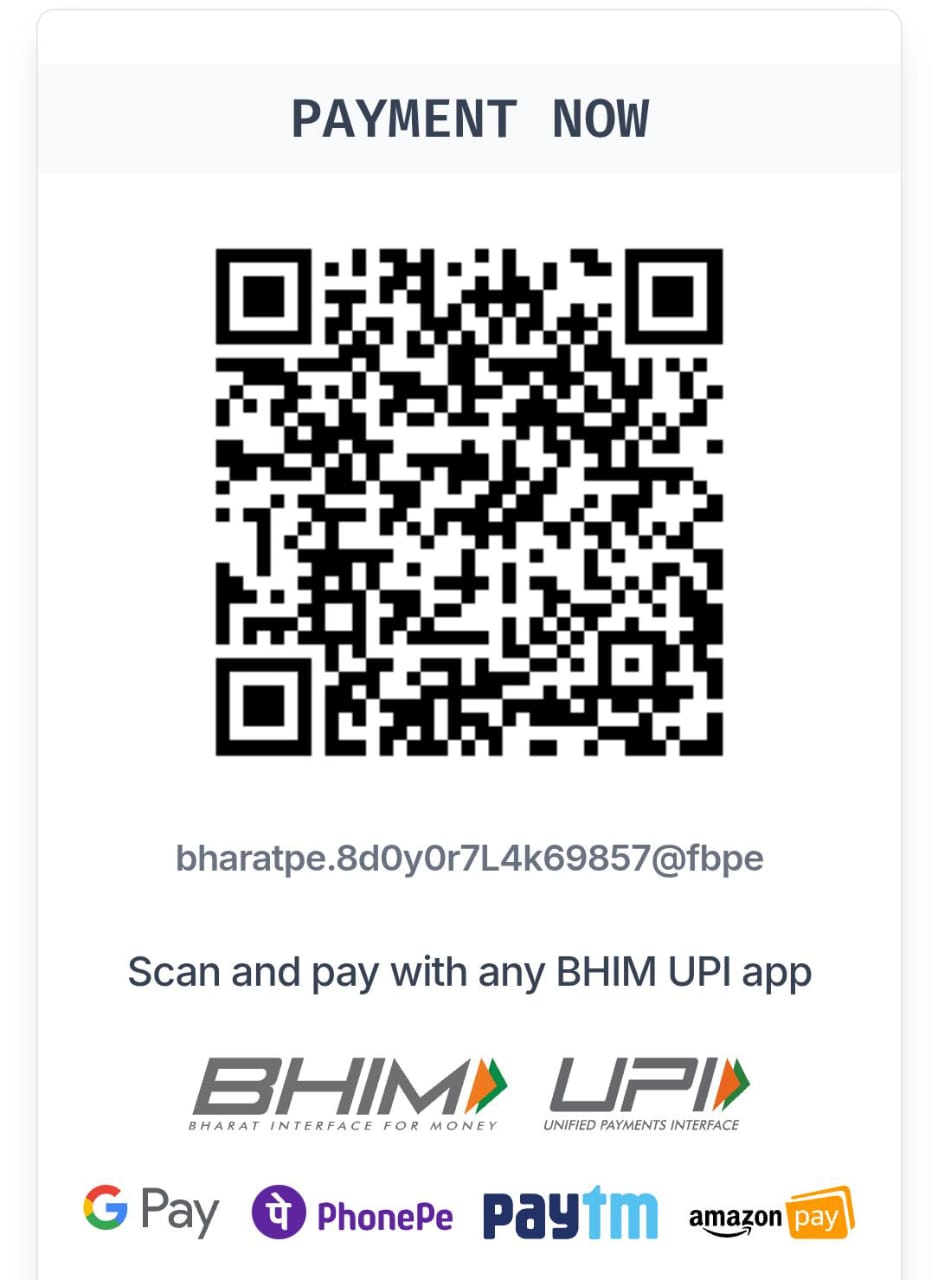 PAYMENT NOW
bharatpe.8d0y0r7L4k69857@fbpe
Scan and pay with any BHIM UPI app
BHIM UPI
BHARAT INTERFACE FOR MONEY UNIFIED PAYMENTS INTERFACE
G Pay पे PhonePe paytm amazon pay